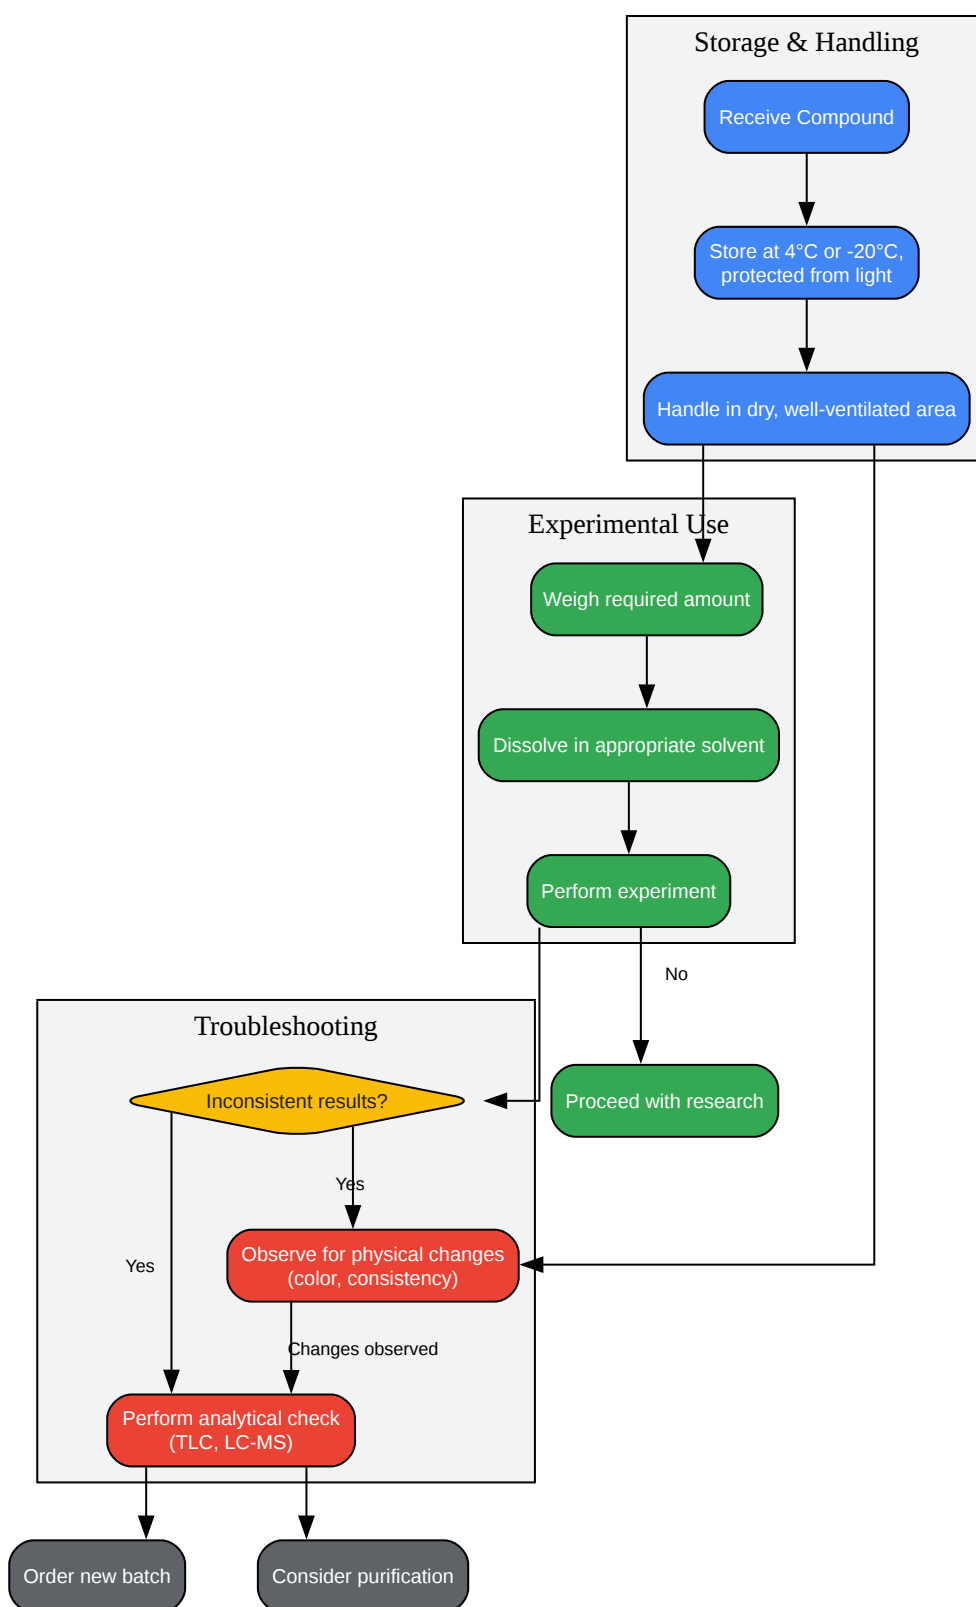 Storage & Handling
Receive Compound
Store at 4°C or -20°C,
protected from light
Handle in dry, well-ventilated area
Experimental Use
Weigh required amount
Dissolve in appropriate solvent
Perform experiment
No
Troubleshooting
Inconsistent results?
Proceed with research
Yes
Observe for physical changes
(color, consistency)
Yes
Changes observed
Perform analytical check
(TLC, LC-MS)
Order new batch
Consider purification